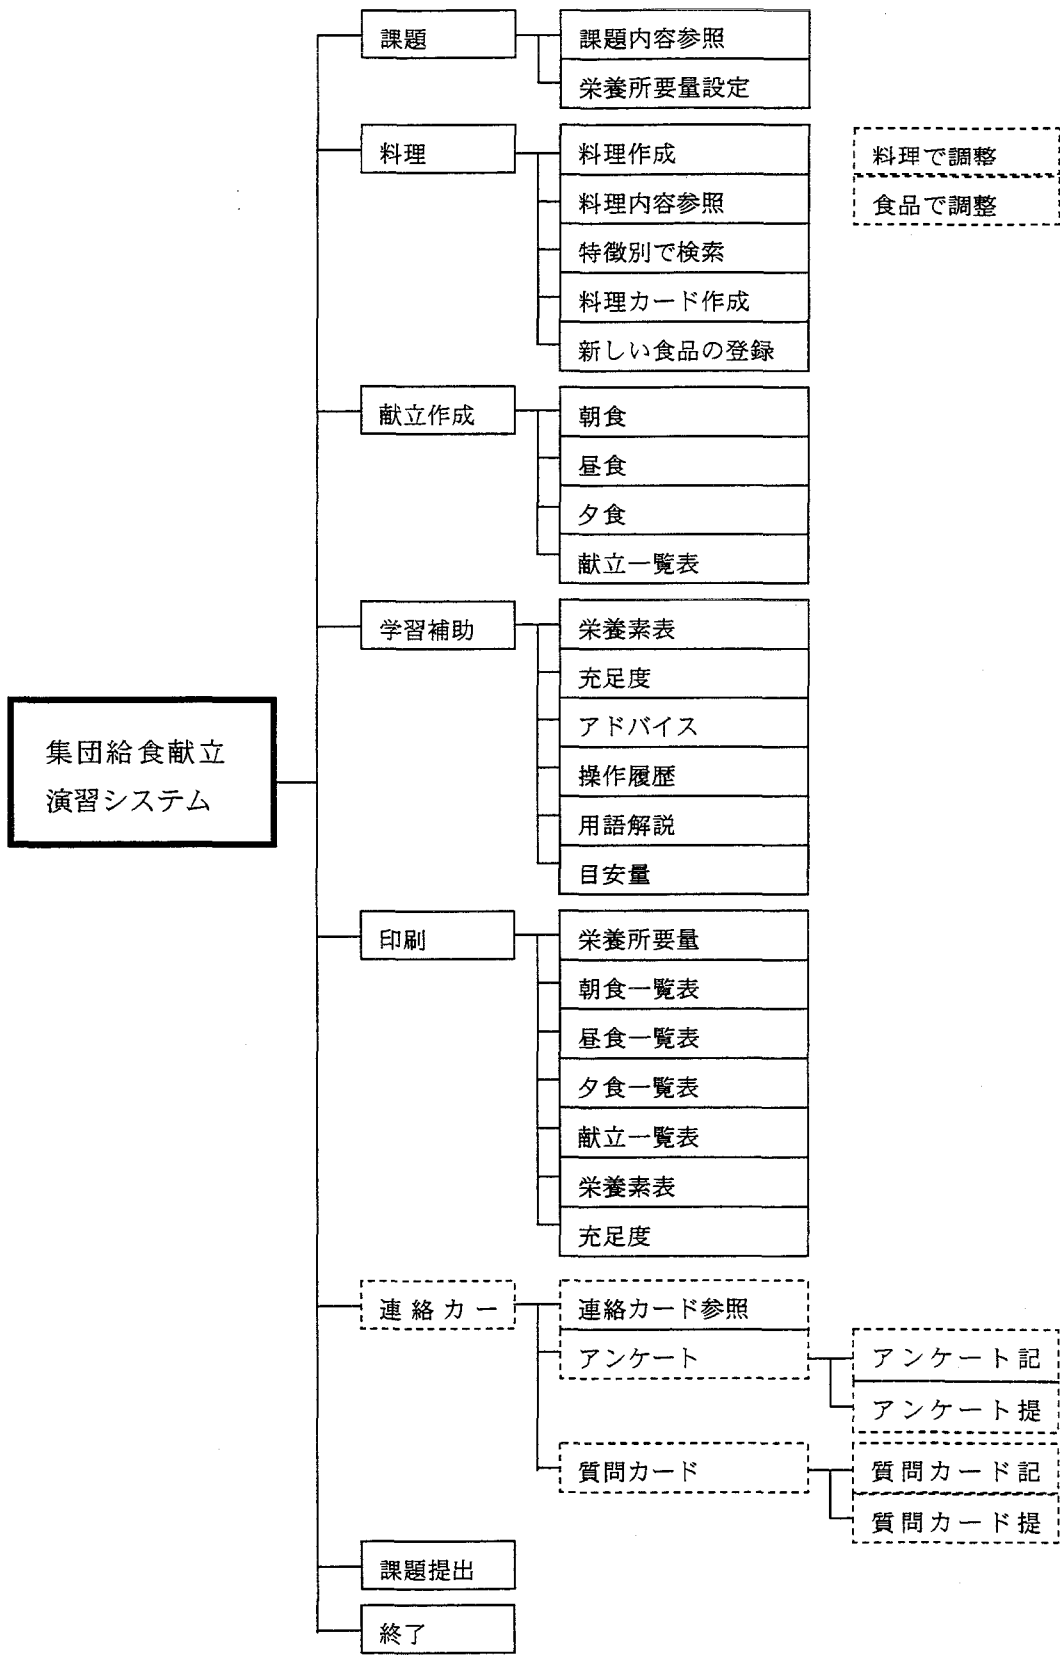 集団給食献立
演習システム
課題
課題内容参照
栄養所要量設定
料理
料理作成
料理内容参照
特徴別で検索
料理カード作成
新しい食品の登録
料理で調整
食品で調整
献立作成
朝食
昼食
夕食
献立一覧表
学習補助
栄養素表
充足度
アドバイス
操作履歴
用語解説
目安量
印刷
栄養所要量
朝食一覧表
昼食一覧表
夕食一覧表
献立一覧表
栄養素表
充足度
連絡カー
連絡カード参照
アンケート
アンケート記
アンケート提
質問カード
質問カード記
質問カード提
課題提出
終了